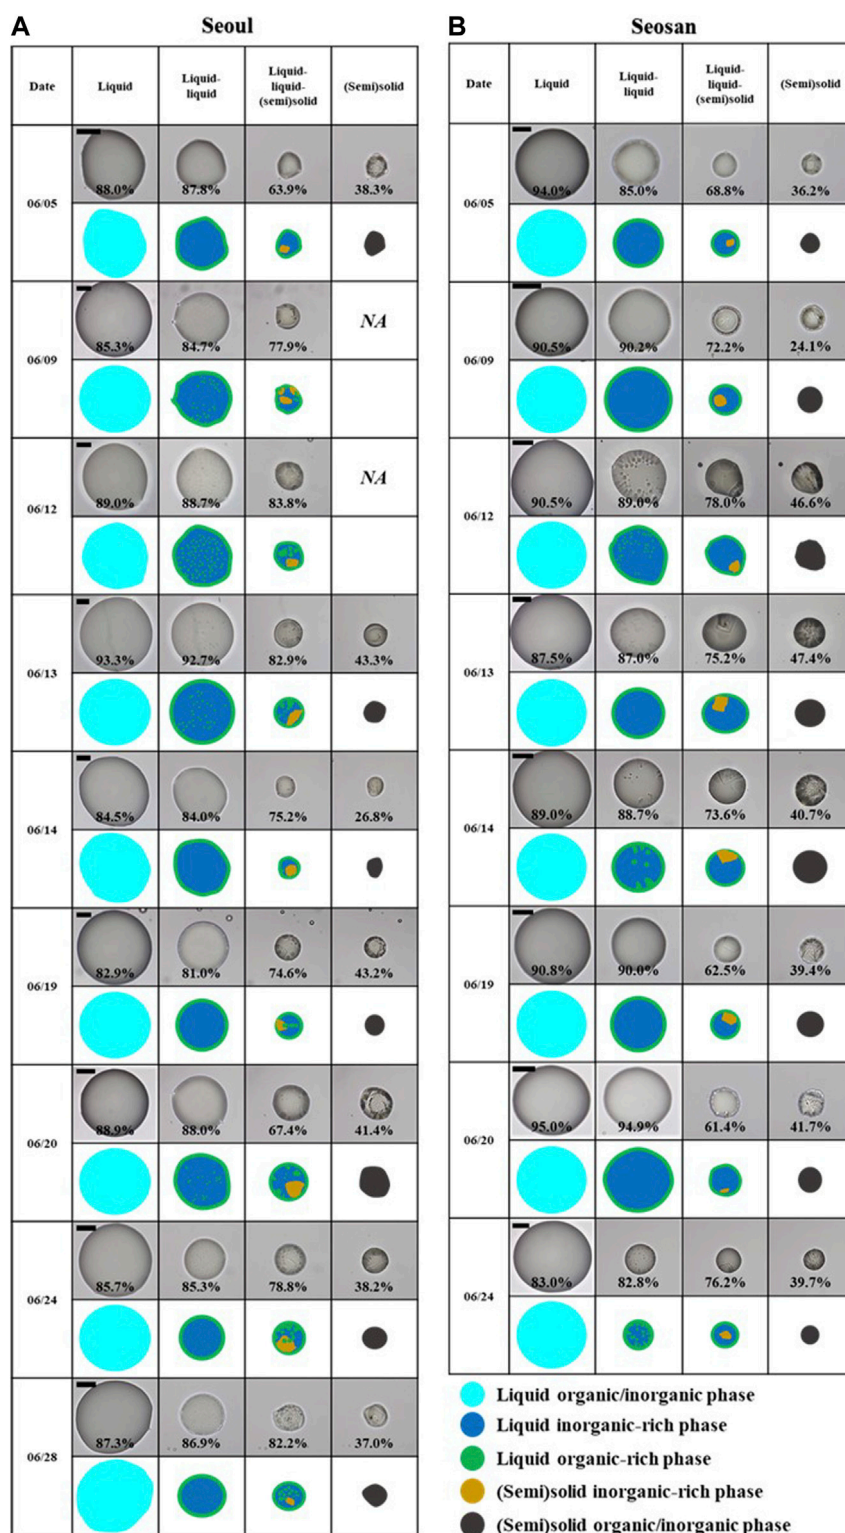 A Seoul
Date Liquid Liquid-liquid Liquid-liquid-(semi)solid (Semi)solid
06/05 88.0% 87.8% 63.9% 38.3%
06/09 85.3% 84.7% 77.9% NA
06/12 89.0% 88.7% 83.8% NA
06/13 93.3% 92.7% 82.9% 43.3%
06/14 84.5% 84.0% 75.2% 26.8%
06/19 82.9% 81.0% 74.6% 43.2%
06/20 88.9% 88.0% 67.4% 41.4%
06/24 85.7% 85.3% 78.8% 38.2%
06/28 87.3% 86.9% 82.2% 37.0%
B Seosan
Date Liquid Liquid-liquid Liquid-liquid-(semi)solid (Semi)solid
06/05 94.0% 85.0% 68.8% 36.2%
06/09 90.5% 90.2% 72.2% 24.1%
06/12 90.5% 89.0% 78.0% 46.6%
06/13 87.5% 87.0% 75.2% 47.4%
06/14 89.0% 88.7% 73.6% 40.7%
06/19 90.8% 90.0% 62.5% 39.4%
06/20 95.0% 94.9% 61.4% 41.7%
06/24 83.0% 82.8% 76.2% 39.7%
Liquid organic/inorganic phase
Liquid inorganic-rich phase
Liquid organic-rich phase
(Semi)solid inorganic-rich phase
(Semi)solid organic/inorganic phase